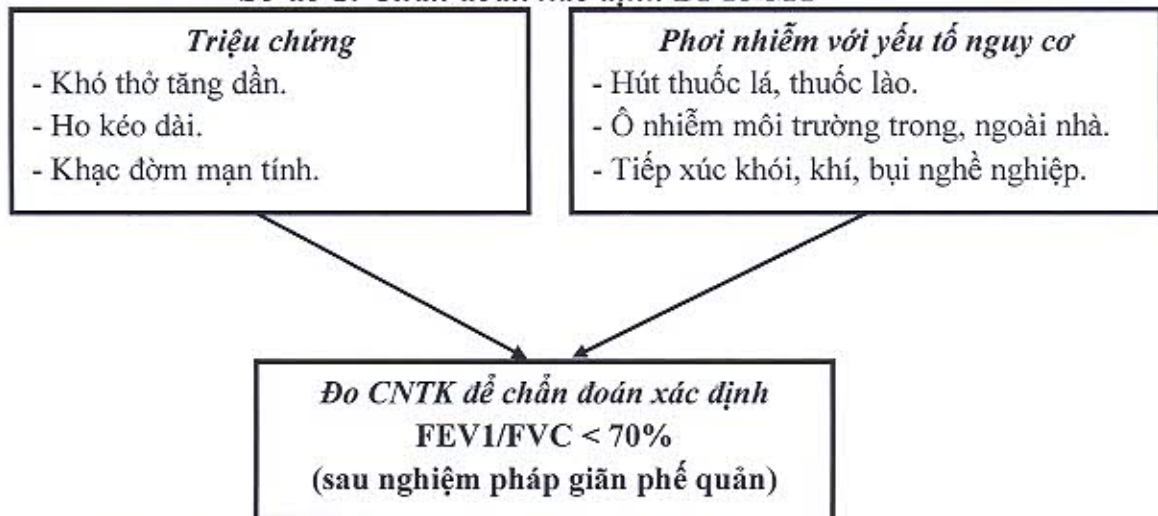 Triệu chứng
- Khó thở tăng dần.
- Ho kéo dài.
- Khạc đờm mạn tính.
Phơi nhiễm với yếu tố nguy cơ
- Hút thuốc lá, thuốc lào.
- Ô nhiễm môi trường trong, ngoài nhà.
- Tiếp xúc khói, khí, bụi nghề nghiệp.
Đo CNTK để chẩn đoán xác định
FEV1/FVC < 70%
(sau nghiệm pháp giãn phế quản)